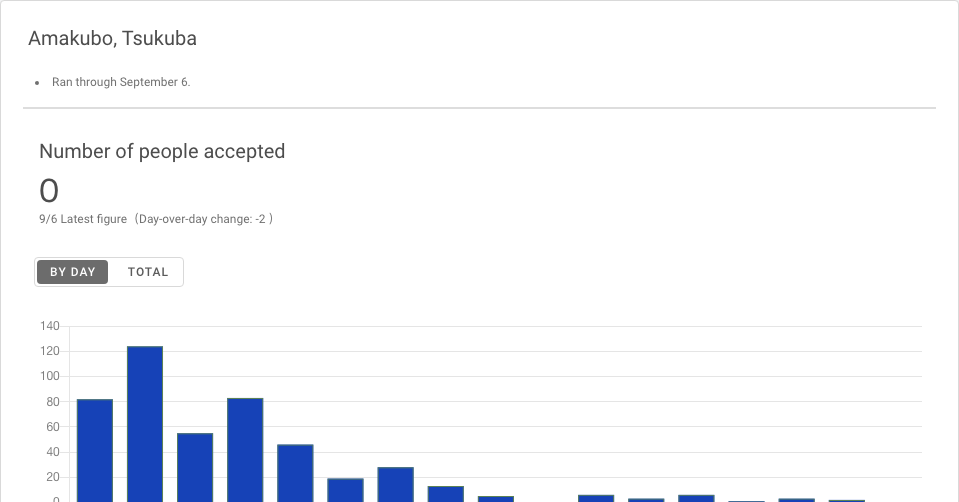 Amakubo, Tsukuba
• Ran through September 6.
Number of people accepted
0
9/6 Latest figure（Day-over-day change: -2 ）
BY DAY TOTAL
140
120
100
80
60
40
20
0